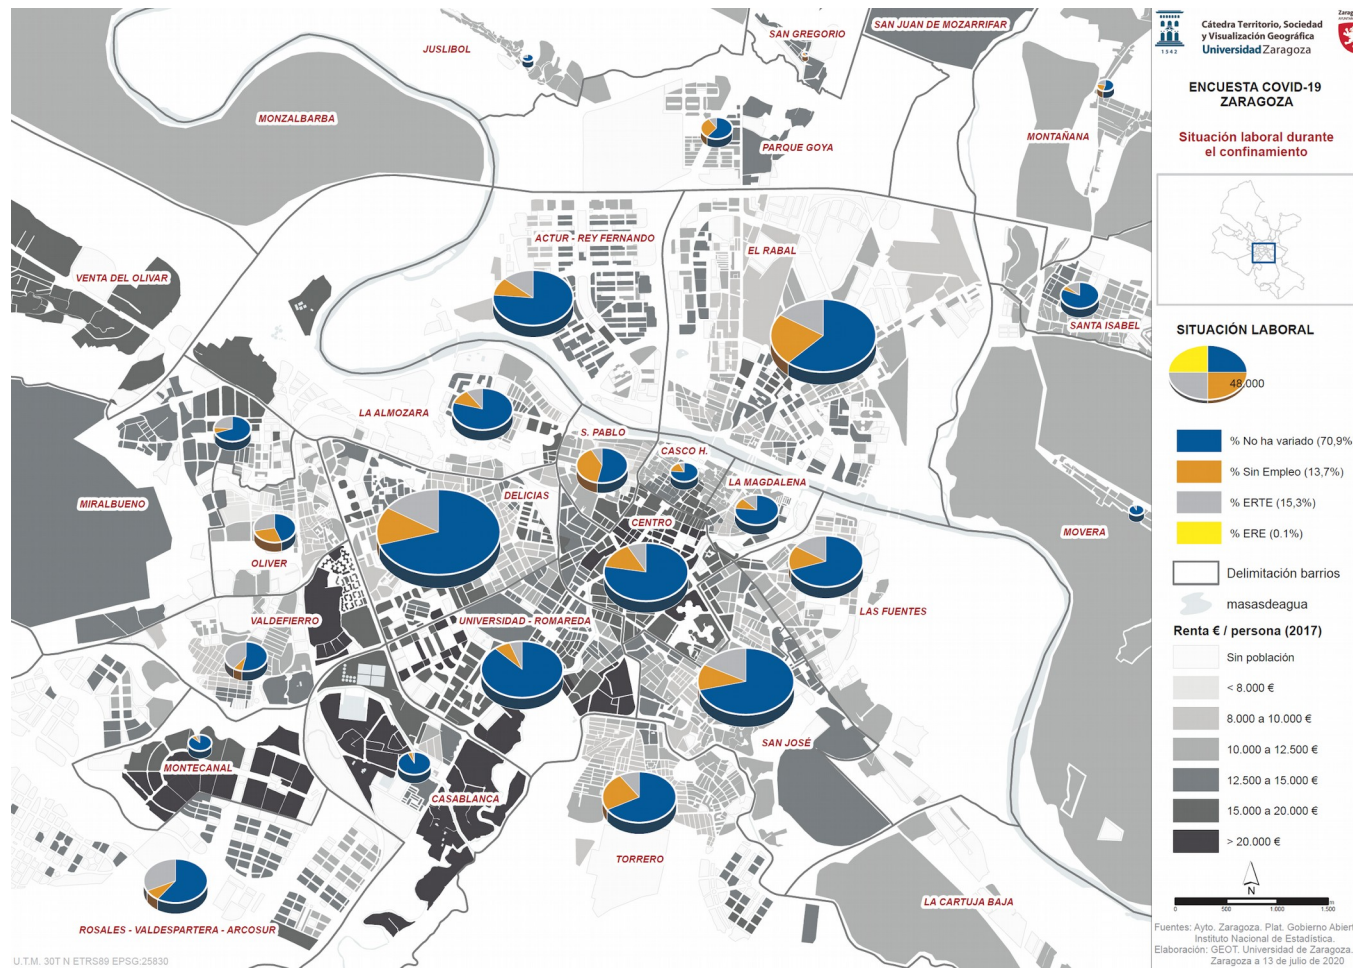 JUSLIBOL
SAN GREGORIO
SAN JUAN DE MOZARRIFAR
MONZALBARBA
PARQUE GOYA
MONTAÑANA
ACTUR - REY FERNANDO
EL RABAL
VENTA DEL OLIVAR
SANTA ISABEL
LA ALMOZARA
S. PABLO
CASCO H.
LA MAGDALENA
DELICIAS
CENTRO
MIRALBUENO
MOVERA
OLIVER
LAS FUENTES
VALDEFIERRO
UNIVERSIDAD - ROMAREDA
SAN JOSÉ
MONTECANAL
CASABLANCA
TORRERO
LA CARTUJA BAJA
ROSALES - VALDESPARTERA - ARCOSUR
U.T.M. 30T N ETRS89 EPSG:25830
1542
Cátedra Territorio, Sociedad
y Visualización Geográfica
Universidad Zaragoza
ENCUESTA COVID-19
ZARAGOZA
Situación laboral durante
el confinamiento
SITUACIÓN LABORAL
48.000
% No ha variado (70,9%
% Sin Empleo (13,7%)
% ERTE (15,3%)
% ERE (0.1%)
Delimitación barrios
masasdeagua
Renta € / persona (2017)
Sin población
< 8.000 €
8.000 a 10.000 €
10.000 a 12.500 €
12.500 a 15.000 €
15.000 a 20.000 €
> 20.000 €
N
0 500 1.000 1.500
Fuentes: Ayto. Zaragoza. Plat. Gobierno Abiert
Instituto Nacional de Estadística.
Elaboración: GEOT. Universidad de Zaragoza.
Zaragoza a 13 de julio de 2020